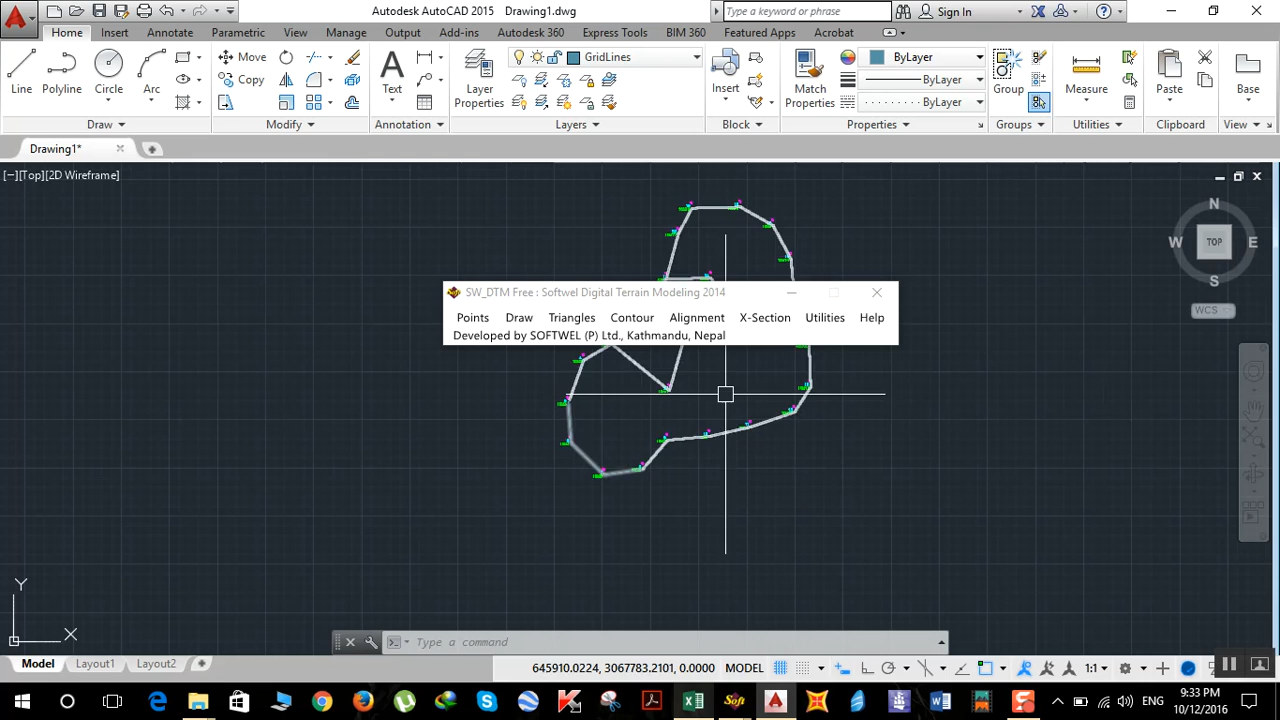 Autodesk AutoCAD 2015 Drawing1.dwg
Type a keyword or phrase
Sign In
Home Insert Annotate Parametric View Manage Output Add-ins Autodesk 360 Express Tools BIM 360 Featured Apps Acrobat
Line Polyline Circle Arc
Move
Copy
Text
Layer Properties
GridLines
Insert
Match Properties
ByLayer
ByLayer
ByLayer
Group
Measure
Paste
Base
Draw Modify Annotation Layers Block Properties Groups Utilities Clipboard View
Drawing1*
[−][Top][2D Wireframe]
N
W TOP E
S
WCS
SW_DTM Free : Softwel Digital Terrain Modeling 2014
Points Draw Triangles Contour Alignment X-Section Utilities Help
Developed by SOFTWEL (P) Ltd., Kathmandu, Nepal
Y
X
Type a command
Model Layout1 Layout2
645910.0224, 3067783.2101, 0.0000 MODEL 1:1
Soft
ENG
9:33 PM
10/12/2016